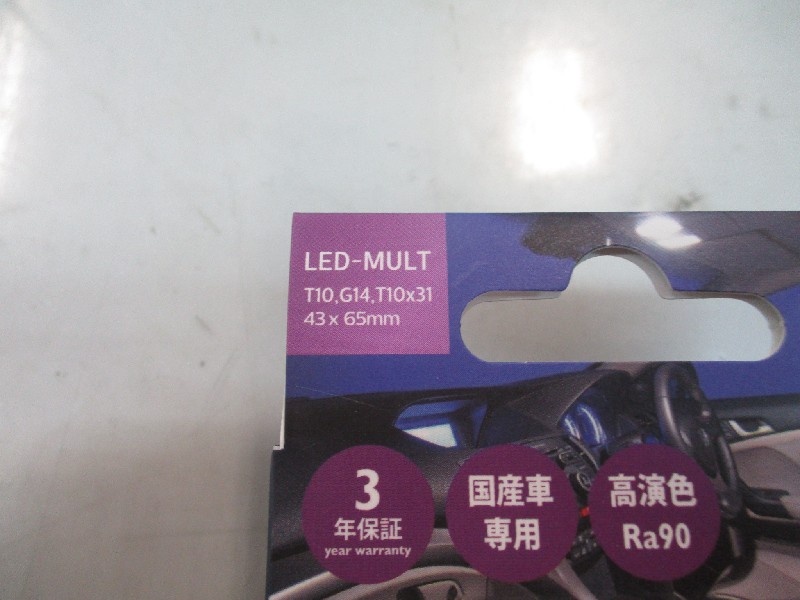 LED-MULT
T10,G14,T10x31
43 x 65mm
3
年保証
year warranty
国産車
専用
高演色
Ra90